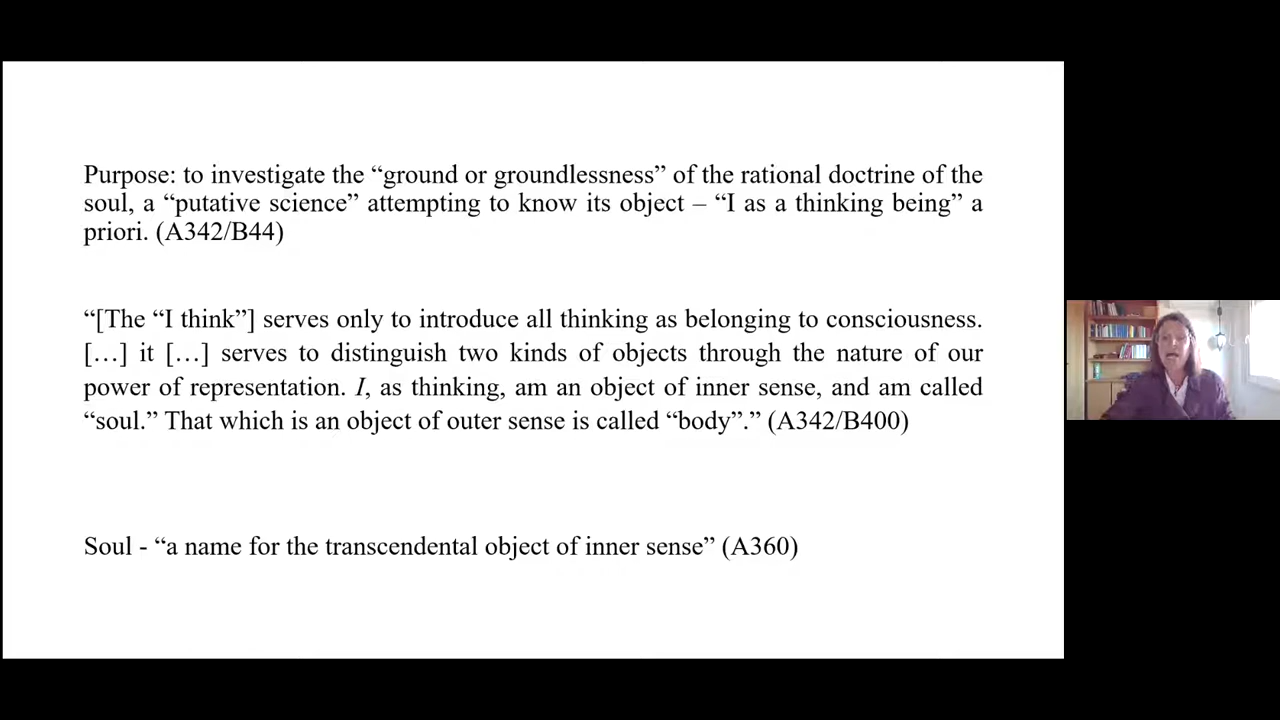 Purpose: to investigate the “ground or groundlessness” of the rational doctrine of the
soul, a “putative science” attempting to know its object – “I as a thinking being” a
priori. (A342/B44)
“[The “I think”] serves only to introduce all thinking as belonging to consciousness.
[…] it […] serves to distinguish two kinds of objects through the nature of our
power of representation. I, as thinking, am an object of inner sense, and am called
“soul.” That which is an object of outer sense is called “body”.” (A342/B400)
Soul - “a name for the transcendental object of inner sense” (A360)